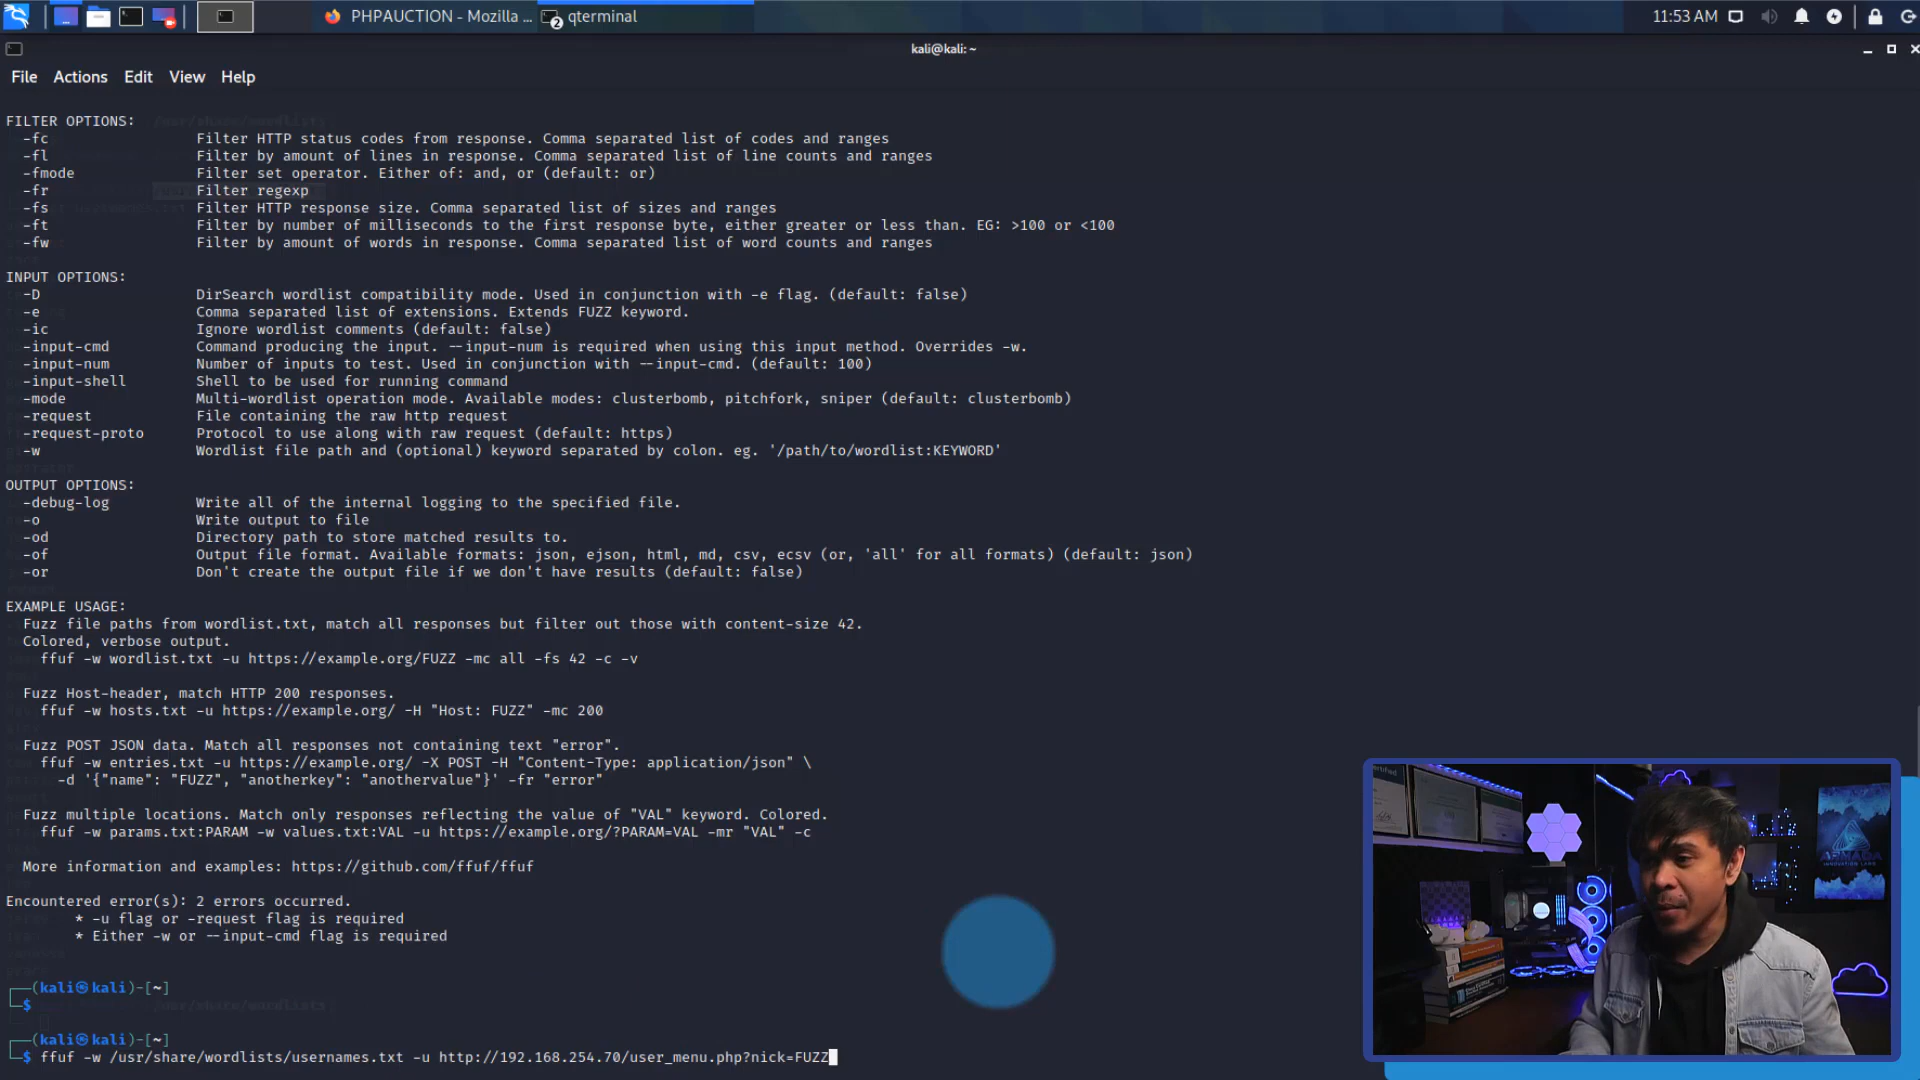 PHPAUCTION - Mozilla ...
qterminal
2
11:53 AM
kali@kali: ~
File Actions Edit View Help
FILTER OPTIONS:
-fc Filter HTTP status codes from response. Comma separated list of codes and ranges
-fl Filter by amount of lines in response. Comma separated list of line counts and ranges
-fmode Filter set operator. Either of: and, or (default: or)
-fr Filter regexp
-fs Filter HTTP response size. Comma separated list of sizes and ranges
-ft Filter by number of milliseconds to the first response byte, either greater or less than. EG: >100 or <100
-fw Filter by amount of words in response. Comma separated list of word counts and ranges
INPUT OPTIONS:
-D DirSearch wordlist compatibility mode. Used in conjunction with -e flag. (default: false)
-e Comma separated list of extensions. Extends FUZZ keyword.
-ic Ignore wordlist comments (default: false)
-input-cmd Command producing the input. --input-num is required when using this input method. Overrides -w.
-input-num Number of inputs to test. Used in conjunction with --input-cmd. (default: 100)
-input-shell Shell to be used for running command
-mode Multi-wordlist operation mode. Available modes: clusterbomb, pitchfork, sniper (default: clusterbomb)
-request File containing the raw http request
-request-proto Protocol to use along with raw request (default: https)
-w Wordlist file path and (optional) keyword separated by colon. eg. '/path/to/wordlist:KEYWORD'
OUTPUT OPTIONS:
-debug-log Write all of the internal logging to the specified file.
-o Write output to file
-od Directory path to store matched results to.
-of Output file format. Available formats: json, ejson, html, md, csv, ecsv (or, 'all' for all formats) (default: json)
-or Don't create the output file if we don't have results (default: false)
EXAMPLE USAGE:
Fuzz file paths from wordlist.txt, match all responses but filter out those with content-size 42.
Colored, verbose output.
ffuf -w wordlist.txt -u https://example.org/FUZZ -mc all -fs 42 -c -v
Fuzz Host-header, match HTTP 200 responses.
ffuf -w hosts.txt -u https://example.org/ -H "Host: FUZZ" -mc 200
Fuzz POST JSON data. Match all responses not containing text "error".
ffuf -w entries.txt -u https://example.org/ -X POST -H "Content-Type: application/json" \
-d '{"name": "FUZZ", "anotherkey": "anothervalue"}' -fr "error"
Fuzz multiple locations. Match only responses reflecting the value of "VAL" keyword. Colored.
ffuf -w params.txt:PARAM -w values.txt:VAL -u https://example.org/?PARAM=VAL -mr "VAL" -c
More information and examples: https://github.com/ffuf/ffuf
Encountered error(s): 2 errors occurred.
* -u flag or -request flag is required
* Either -w or --input-cmd flag is required
(kali㉿kali)-[~]
$
(kali㉿kali)-[~]
$ ffuf -w /usr/share/wordlists/usernames.txt -u http://192.168.254.70/user_menu.php?nick=FUZZ
ARMADA